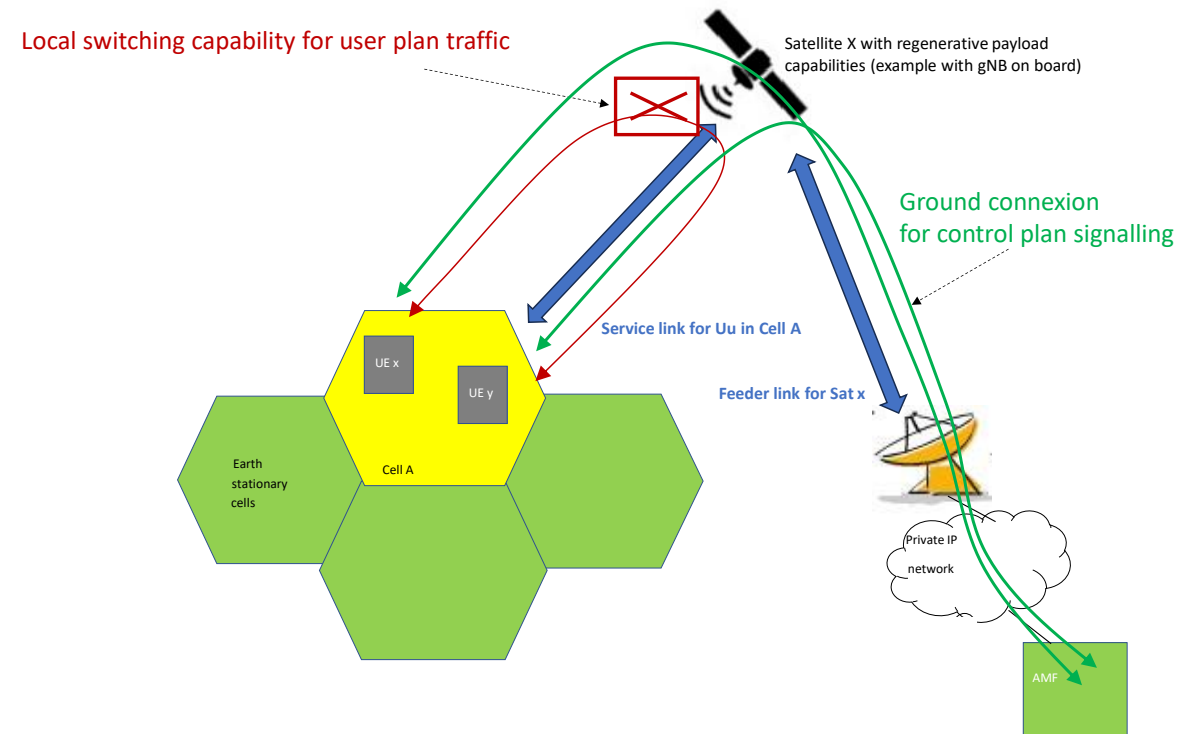 Local switching capability for user plan traffic
Satellite X with regenerative payload
capabilities (example with gNB on board)
Ground connexion
for control plan signalling
Service link for Uu in Cell A
UE x
UE y
Feeder link for Sat x
Earth
stationary
cells
Cell A
Private IP
network
AMF